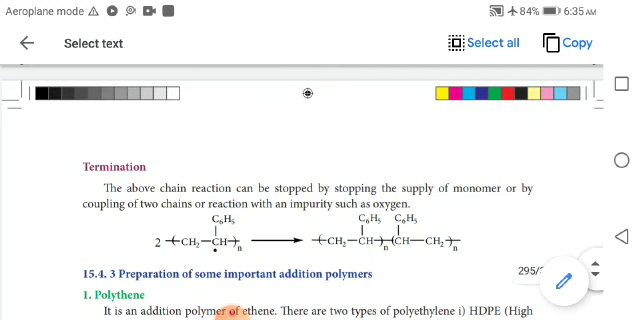 Aeroplane mode 84% 6:35 AM
Select text Select all Copy
Termination
The above chain reaction can be stopped by stopping the supply of monomer or by
coupling of two chains or reaction with an impurity such as oxygen.
C₆H₅ C₆H₅ C₆H₅
2 —(CH₂—CH•)—ₙ ⟶ —(CH₂—CH)—ₙ(CH—CH₂)—ₙ
295/
15.4. 3 Preparation of some important addition polymers
1. Polythene
It is an addition polymer of ethene. There are two types of polyethylene i) HDPE (High